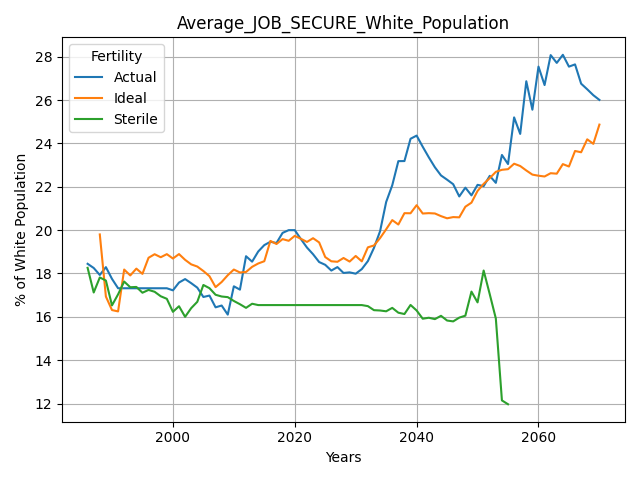 Average_JOB_SECURE_White_Population
Fertility
Actual
Ideal
Sterile
% of White Population
28
26
24
22
20
18
16
14
12
2000 2020 2040 2060
Years